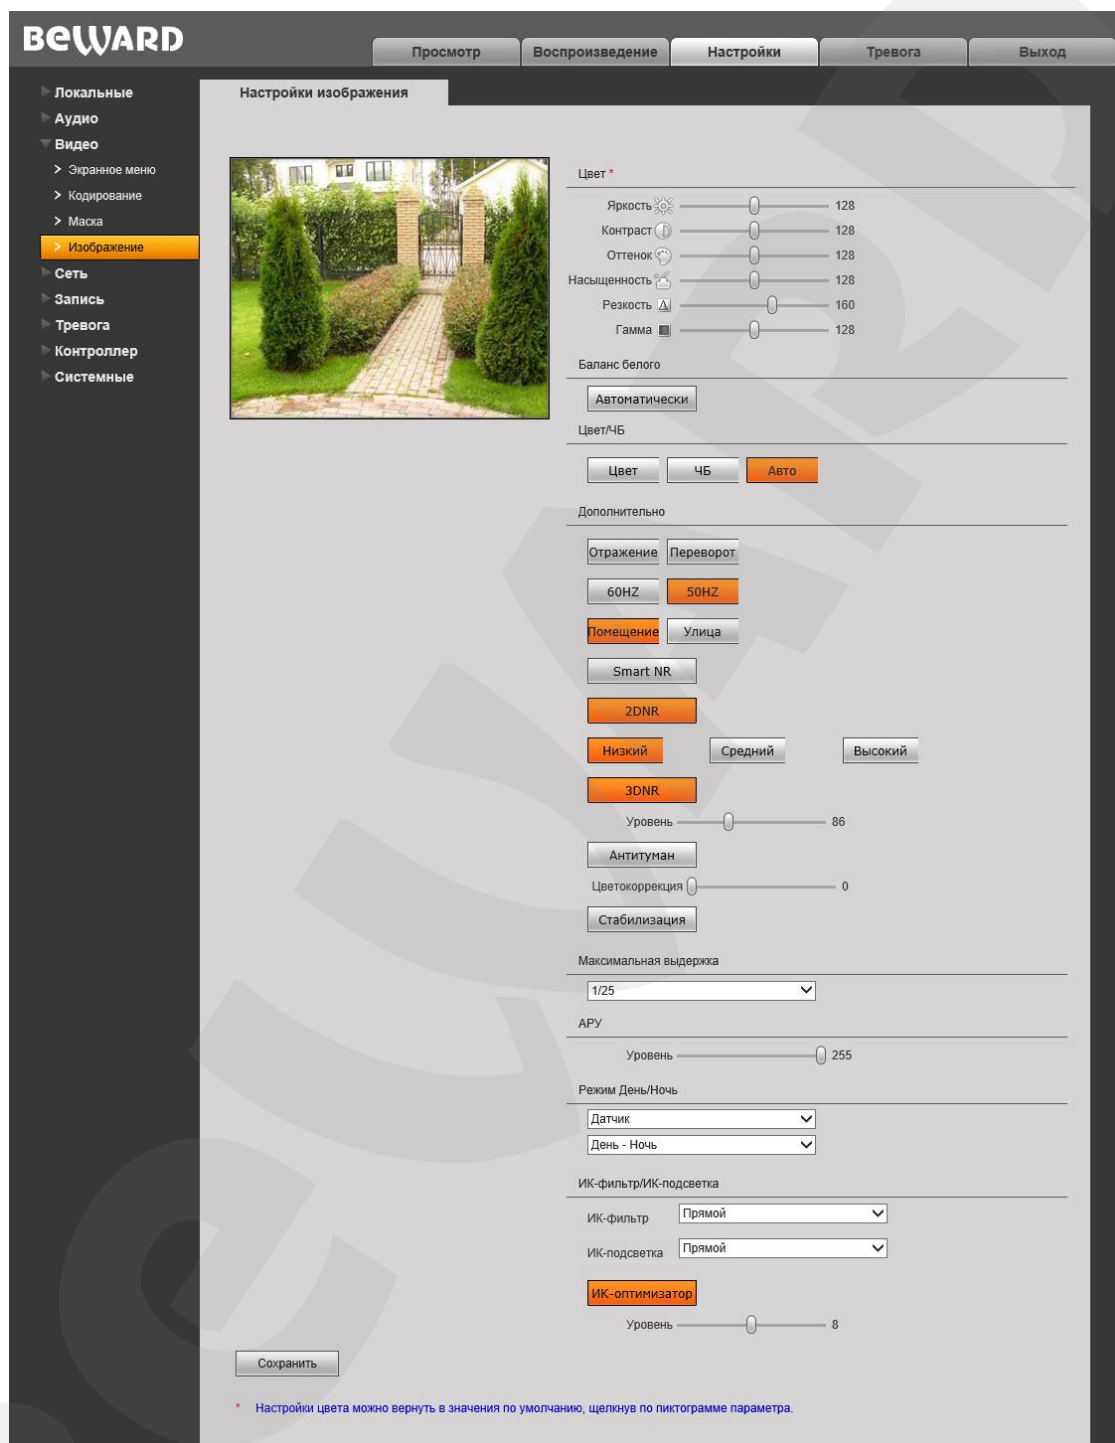 BEWARD
Просмотр Воспроизведение Настройки Тревога Выход
Локальные
Аудио
Видео
> Экранное меню
> Кодирование
> Маска
> Изображение
Сеть
Запись
Тревога
Контроллер
Системные
Настройки изображения
Цвет *
Яркость 128
Контраст 128
Оттенок 128
Насыщенность 128
Резкость 160
Гамма 128
Баланс белого
Автоматически
Цвет/ЧБ
Цвет ЧБ Авто
Дополнительно
Отражение Переворот
60HZ 50HZ
Помещение Улица
Smart NR
2DNR
Низкий Средний Высокий
3DNR
Уровень 86
Антитуман
Цветокоррекция 0
Стабилизация
Максимальная выдержка
1/25
АРУ
Уровень 255
Режим День/Ночь
Датчик
День - Ночь
ИК-фильтр/ИК-подсветка
ИК-фильтр Прямой
ИК-подсветка Прямой
ИК-оптимизатор
Уровень 8
Сохранить
* Настройки цвета можно вернуть в значения по умолчанию, щелкнув по пиктограмме параметра.